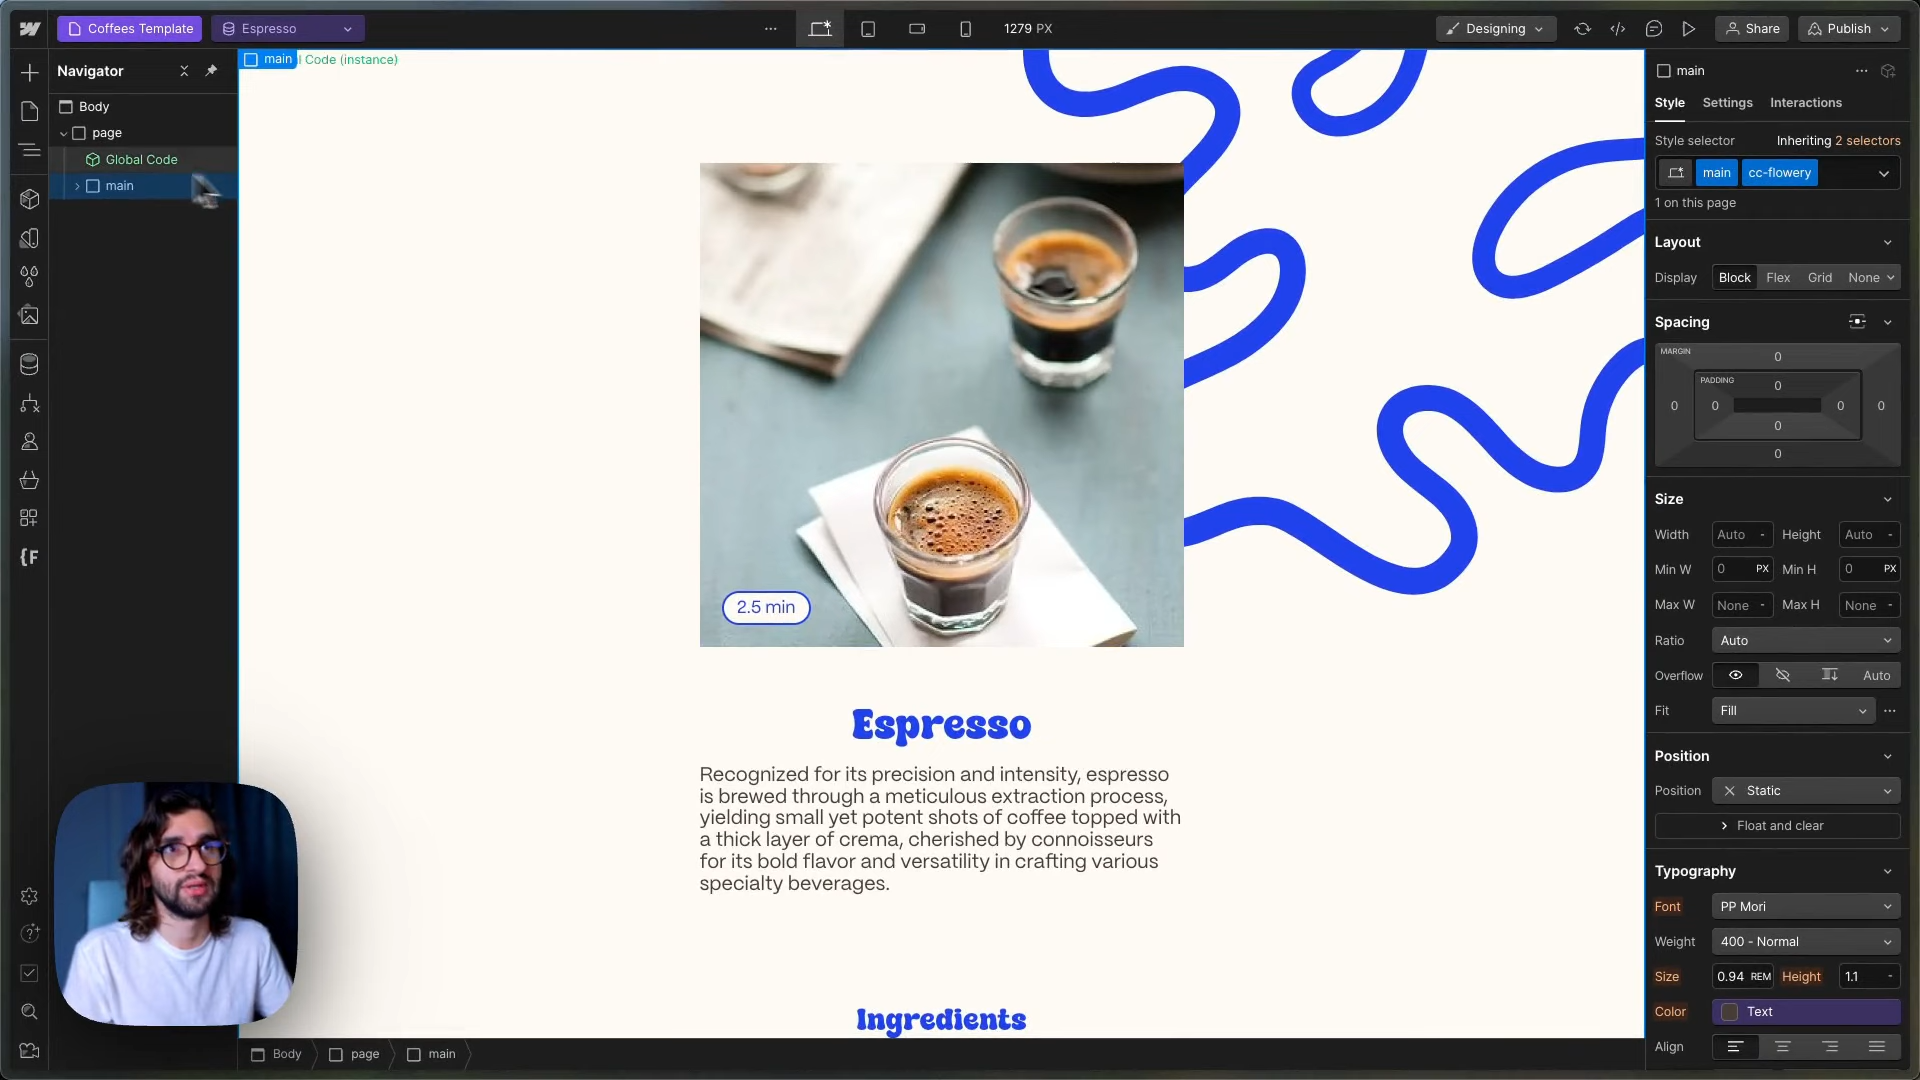 Coffees Template
Espresso
1279 PX
Designing
Share
Publish
Navigator
Body
page
Global Code
main
main
l Code (instance)
2.5 min
Espresso
Recognized for its precision and intensity, espresso
is brewed through a meticulous extraction process,
yielding small yet potent shots of coffee topped with
a thick layer of crema, cherished by connoisseurs
for its bold flavor and versatility in crafting various
specialty beverages.
Ingredients
Body
page
main
main
Style
Settings
Interactions
Style selector
Inheriting 2 selectors
main
cc-flowery
1 on this page
Layout
Display
Block
Flex
Grid
None
Spacing
MARGIN
0
PADDING
0
0
0
0
0
0
0
Size
Width
Auto -
Height
Auto -
Min W
0 PX
Min H
0 PX
Max W
None -
Max H
None -
Ratio
Auto
Overflow
Auto
Fit
Fill
Position
Position
Static
Float and clear
Typography
Font
PP Mori
Weight
400 - Normal
Size
0.94 REM
Height
1.1 -
Color
Text
Align